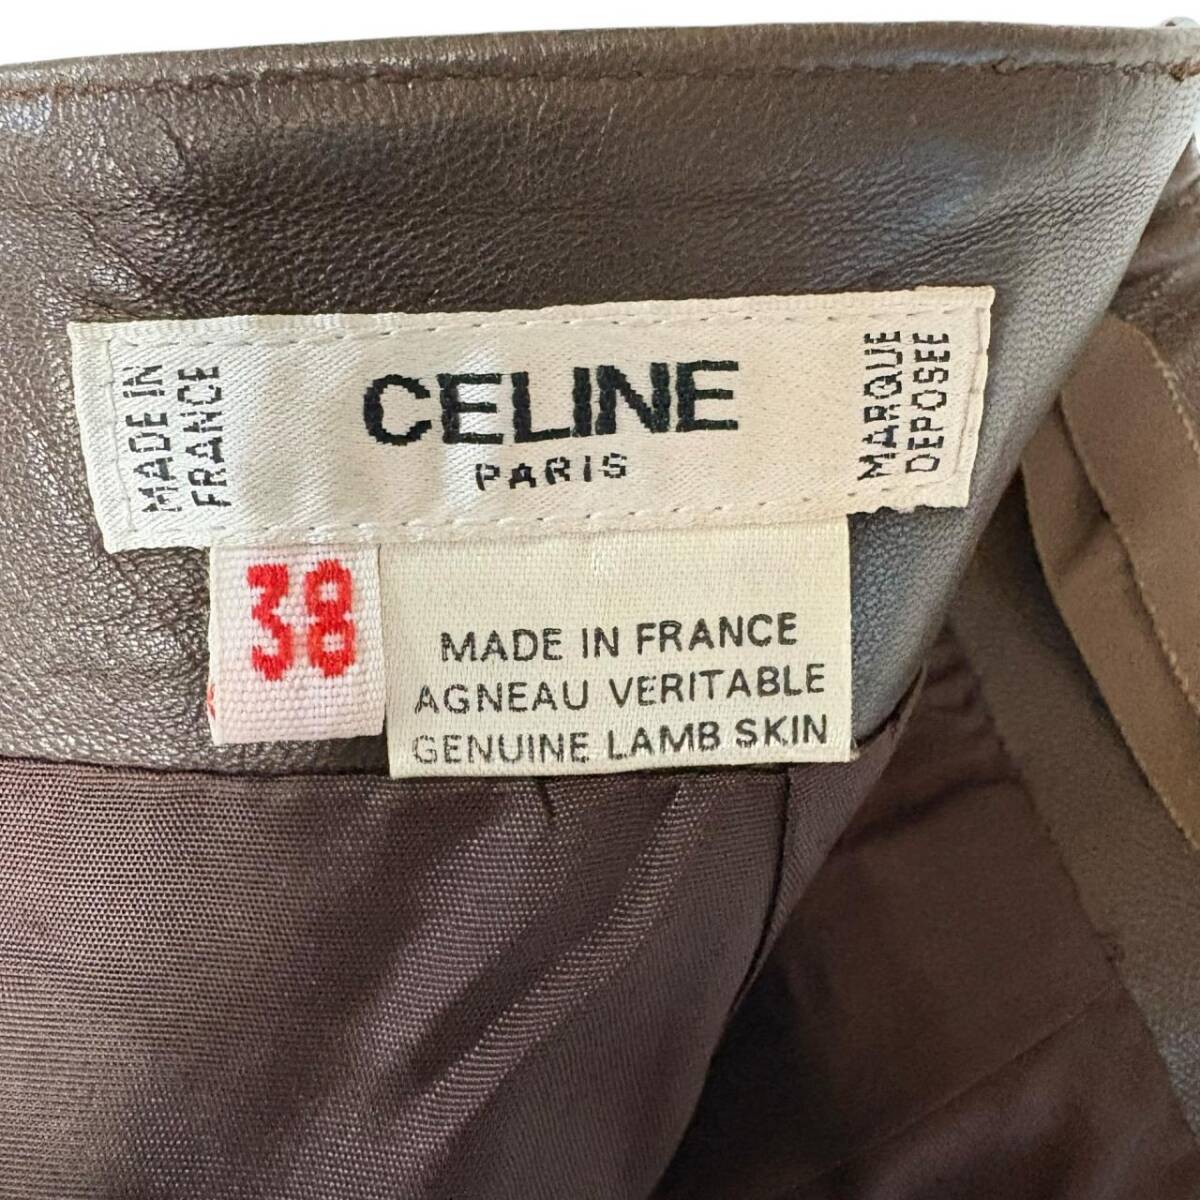 MADE IN
FRANCE
CELINE
PARIS
MARQUE
DEPOSEE
38
MADE IN FRANCE
AGNEAU VERITABLE
GENUINE LAMB SKIN